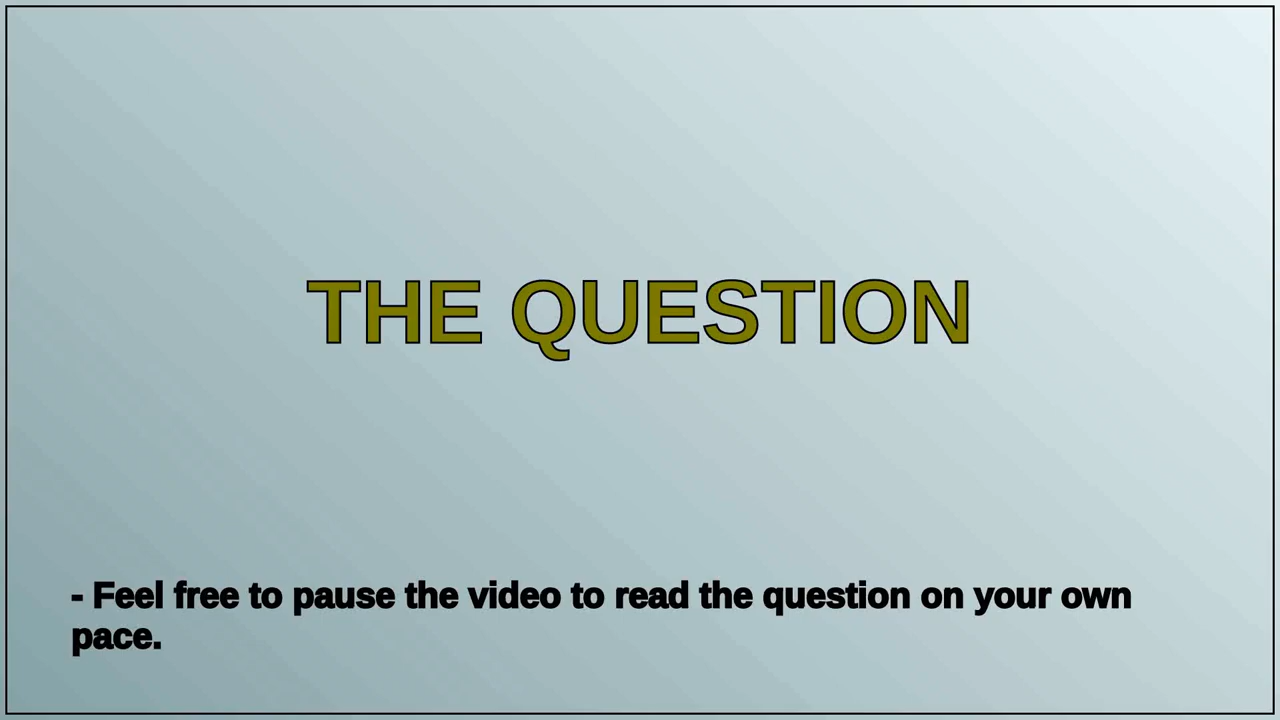 THE QUESTION
- Feel free to pause the video to read the question on your own
pace.